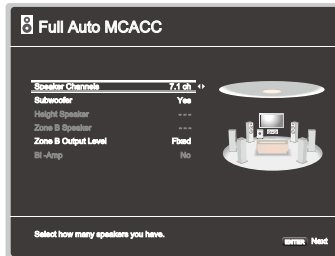 Full Auto MCACC
Speaker Channels 7.1 ch
Subwoofer Yes
Height Speaker ---
Zone B Speaker ---
Zone B Output Level Fixed
Bi -Amp No
Select how many speakers you have.
ENTER Next